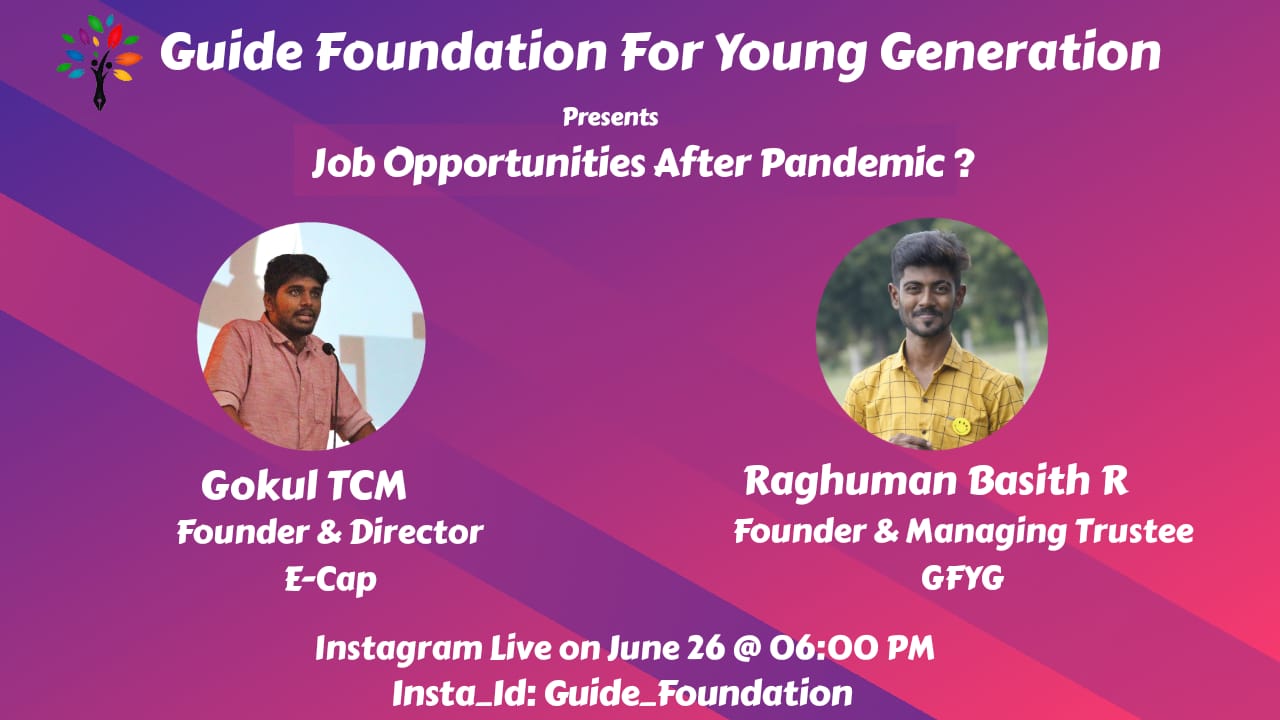 Guide Foundation For Young Generation
Presents
Job Opportunities After Pandemic ?
Gokul TCM
Founder & Director
E-Cap
Raghuman Basith R
Founder & Managing Trustee
GFYG
Instagram Live on June 26 @ 06:00 PM
Insta_Id: Guide_Foundation